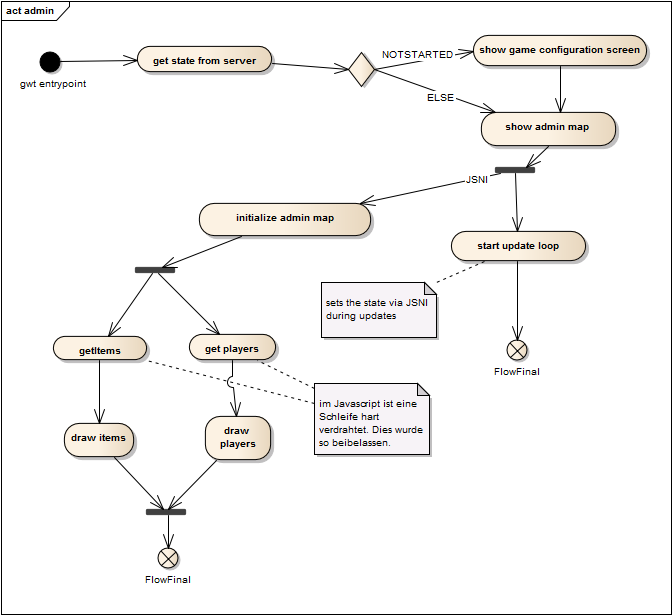 act admin
gwt entrypoint
get state from server
NOTSTARTED
show game configuration screen
ELSE
show admin map
JSNI
initialize admin map
start update loop
sets the state via JSNI
during updates
FlowFinal
getItems
get players
im Javascript ist eine
Schleife hart
verdrahtet. Dies wurde
so beibelassen.
draw items
draw
players
FlowFinal